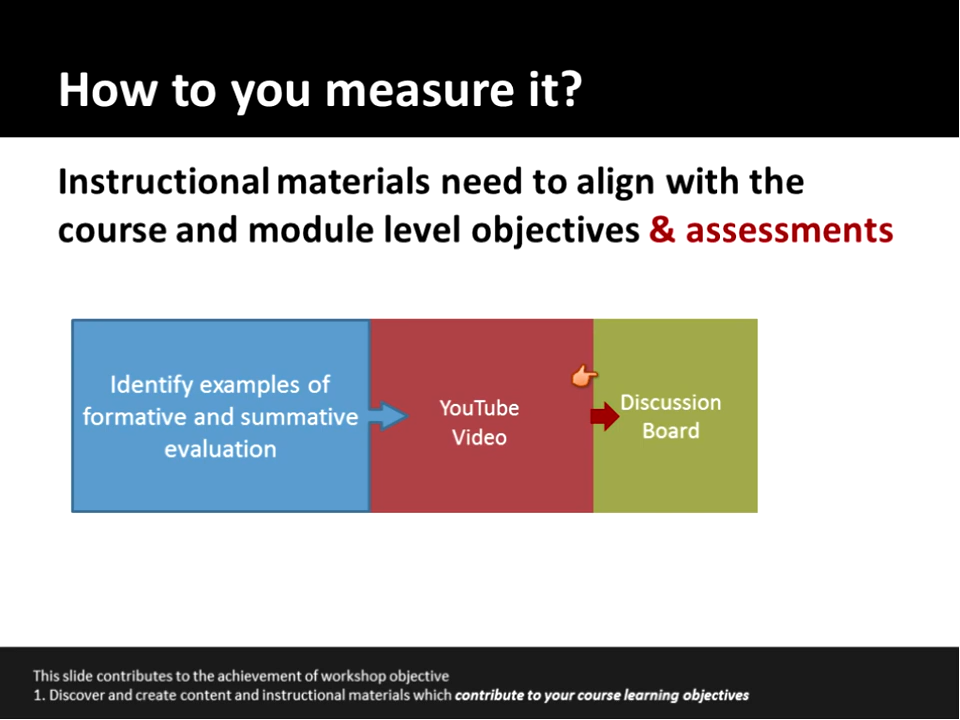 How to you measure it?
Instructional materials need to align with the
course and module level objectives & assessments
Identify examples of
formative and summative
evaluation
YouTube
Video
Discussion
Board
This slide contributes to the achievement of workshop objective
1. Discover and create content and instructional materials which contribute to your course learning objectives